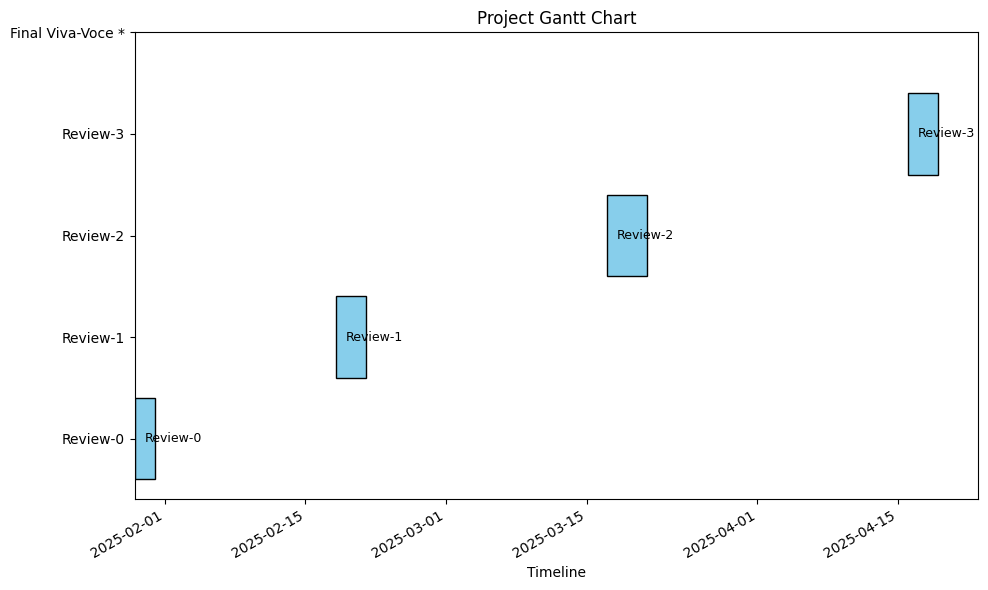 Project Gantt Chart
Final Viva-Voce *
Review-3
Review-3
Review-2
Review-2
Review-1
Review-1
Review-0
Review-0
2025-02-01
2025-02-15
2025-03-01
2025-03-15
2025-04-01
2025-04-15
Timeline